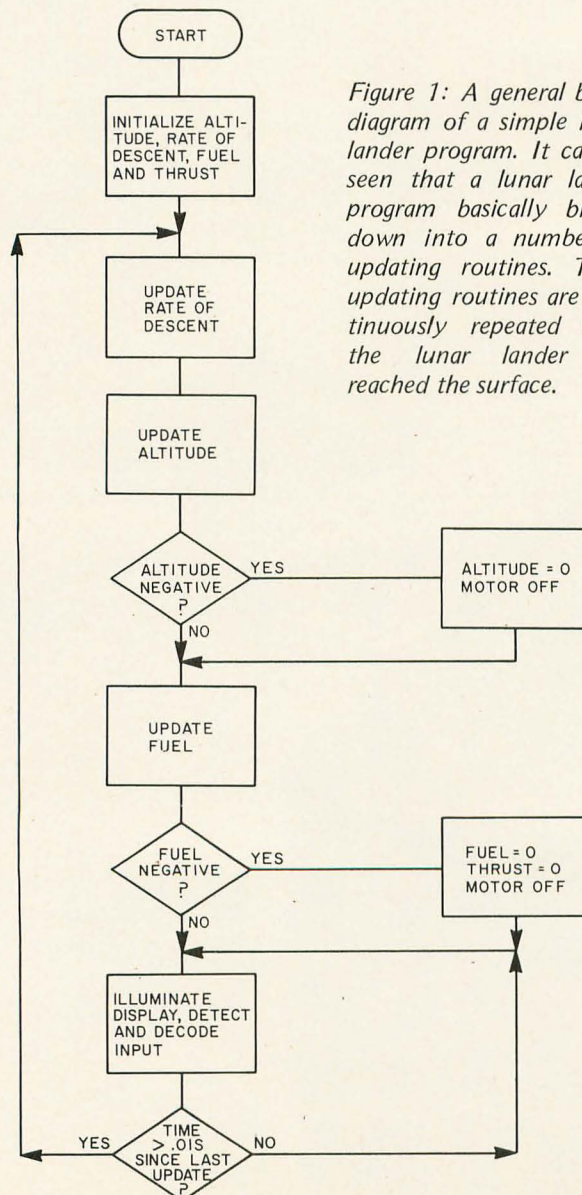 START
INITIALIZE ALTI-
TUDE, RATE OF
DESCENT, FUEL
AND THRUST
Figure 1: A general b
diagram of a simple
lander program. It ca
seen that a lunar la
program basically b
down into a numbe
updating routines. T
updating routines are
tinuously repeated
the lunar lander
reached the surface.
UPDATE
RATE OF
DESCENT
UPDATE
ALTITUDE
ALTITUDE
NEGATIVE
?
YES
NO
ALTITUDE = 0
MOTOR OFF
UPDATE
FUEL
FUEL
NEGATIVE
?
YES
NO
FUEL = 0
THRUST = 0
MOTOR OFF
ILLUMINATE
DISPLAY, DETECT
AND DECODE
INPUT
TIME
> .01S
SINCE LAST
UPDATE
?
YES
NO